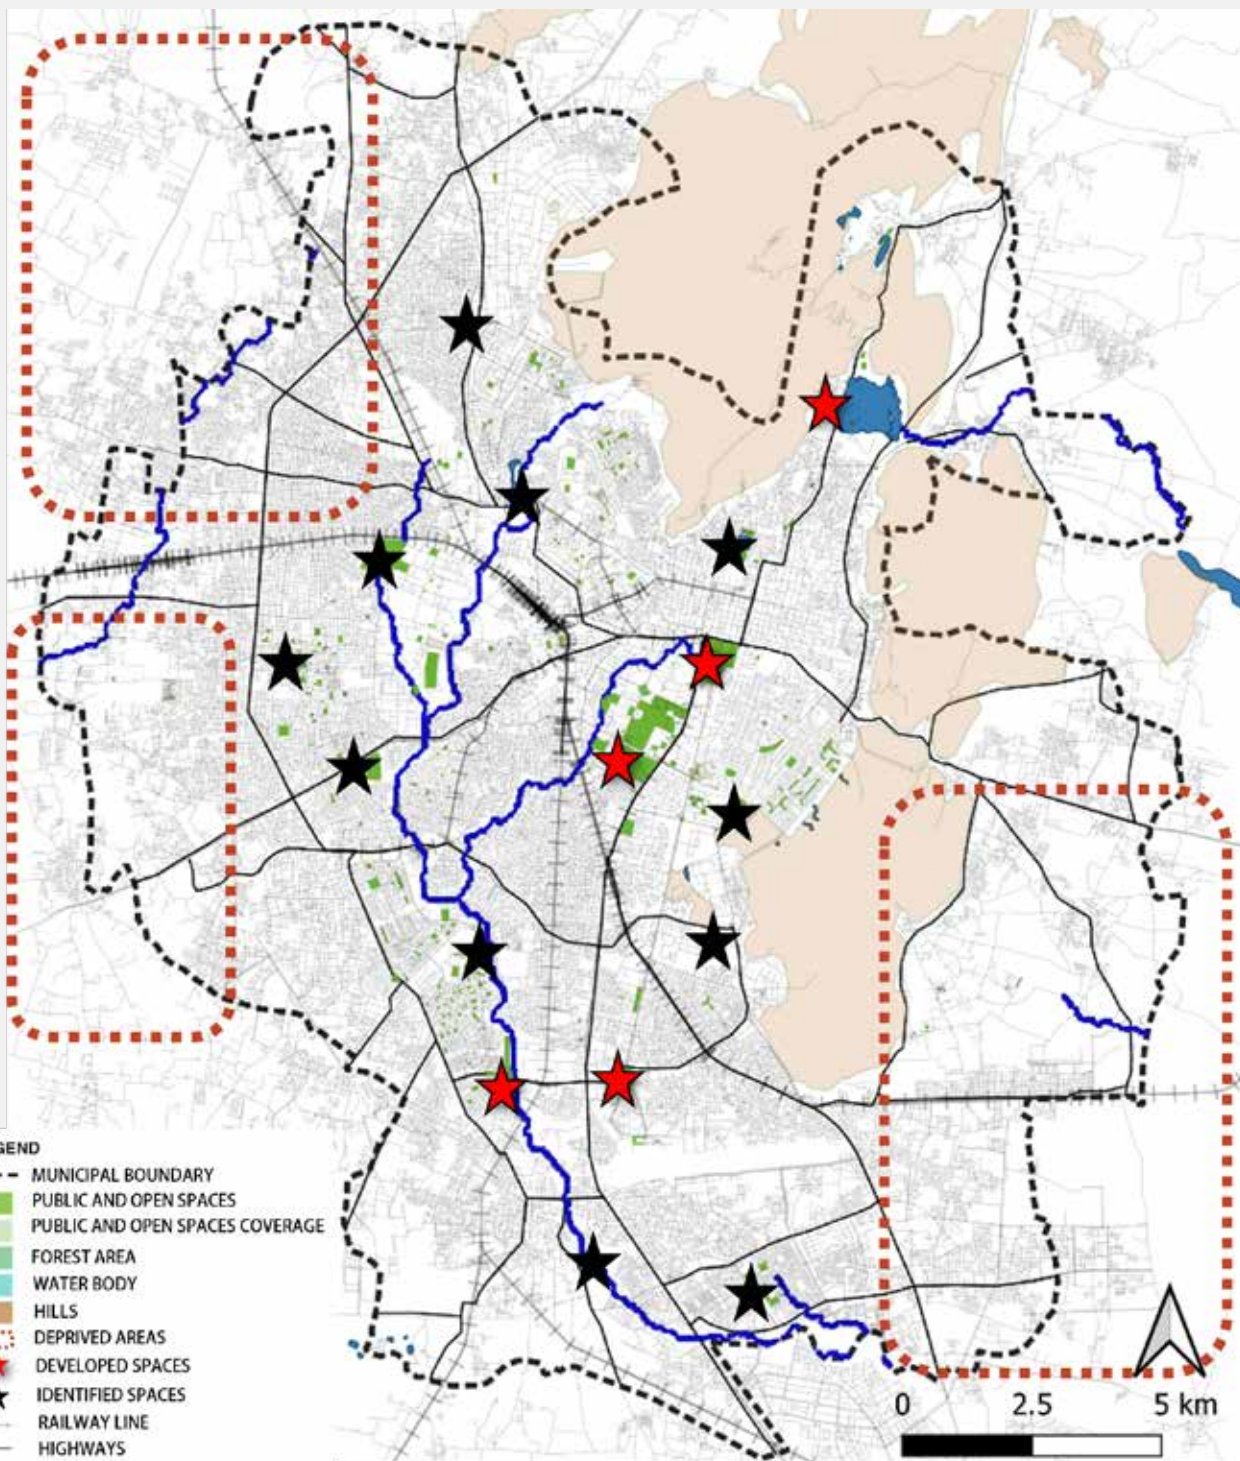 GEND
MUNICIPAL BOUNDARY
PUBLIC AND OPEN SPACES
PUBLIC AND OPEN SPACES COVERAGE
FOREST AREA
WATER BODY
HILLS
DEPRIVED AREAS
DEVELOPED SPACES
IDENTIFIED SPACES
RAILWAY LINE
HIGHWAYS
0 2.5 5 km